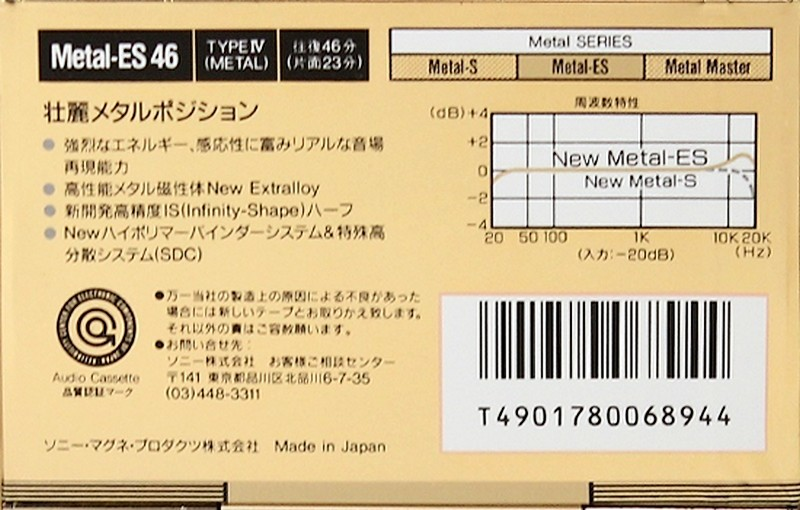 Metal-ES 46
TYPE Ⅳ
(METAL)
往復46分
(片面23分)
Metal SERIES
Metal-S
Metal-ES
Metal Master
壮麗メタルポジション
強烈なエネルギー、感応性に富みリアルな音場
再現能力
高性能メタル磁性体New Extralloy
新開発高精度IS(Infinity-Shape)ハーフ
Newハイポリマーバインダーシステム&特殊高
分散システム(SDC)
周波数特性
(dB)
+4
+2
0
-2
-4
New Metal-ES
New Metal-S
20 50 100 1K 10K 20K
(入力:-20dB)
(Hz)
●万一当社の製造上の原因による不良があった
場合には新しいテープとお取りかえ致します。
それ以外の責はご容赦願います。
●お問い合せ先:
ソニー株式会社 お客様ご相談センター
〒141 東京都品川区北品川6-7-35
(03)448-3311
Audio Cassette
品質認証マーク
T4901780068944
ソニー・マグネ・プロダクツ株式会社 Made in Japan